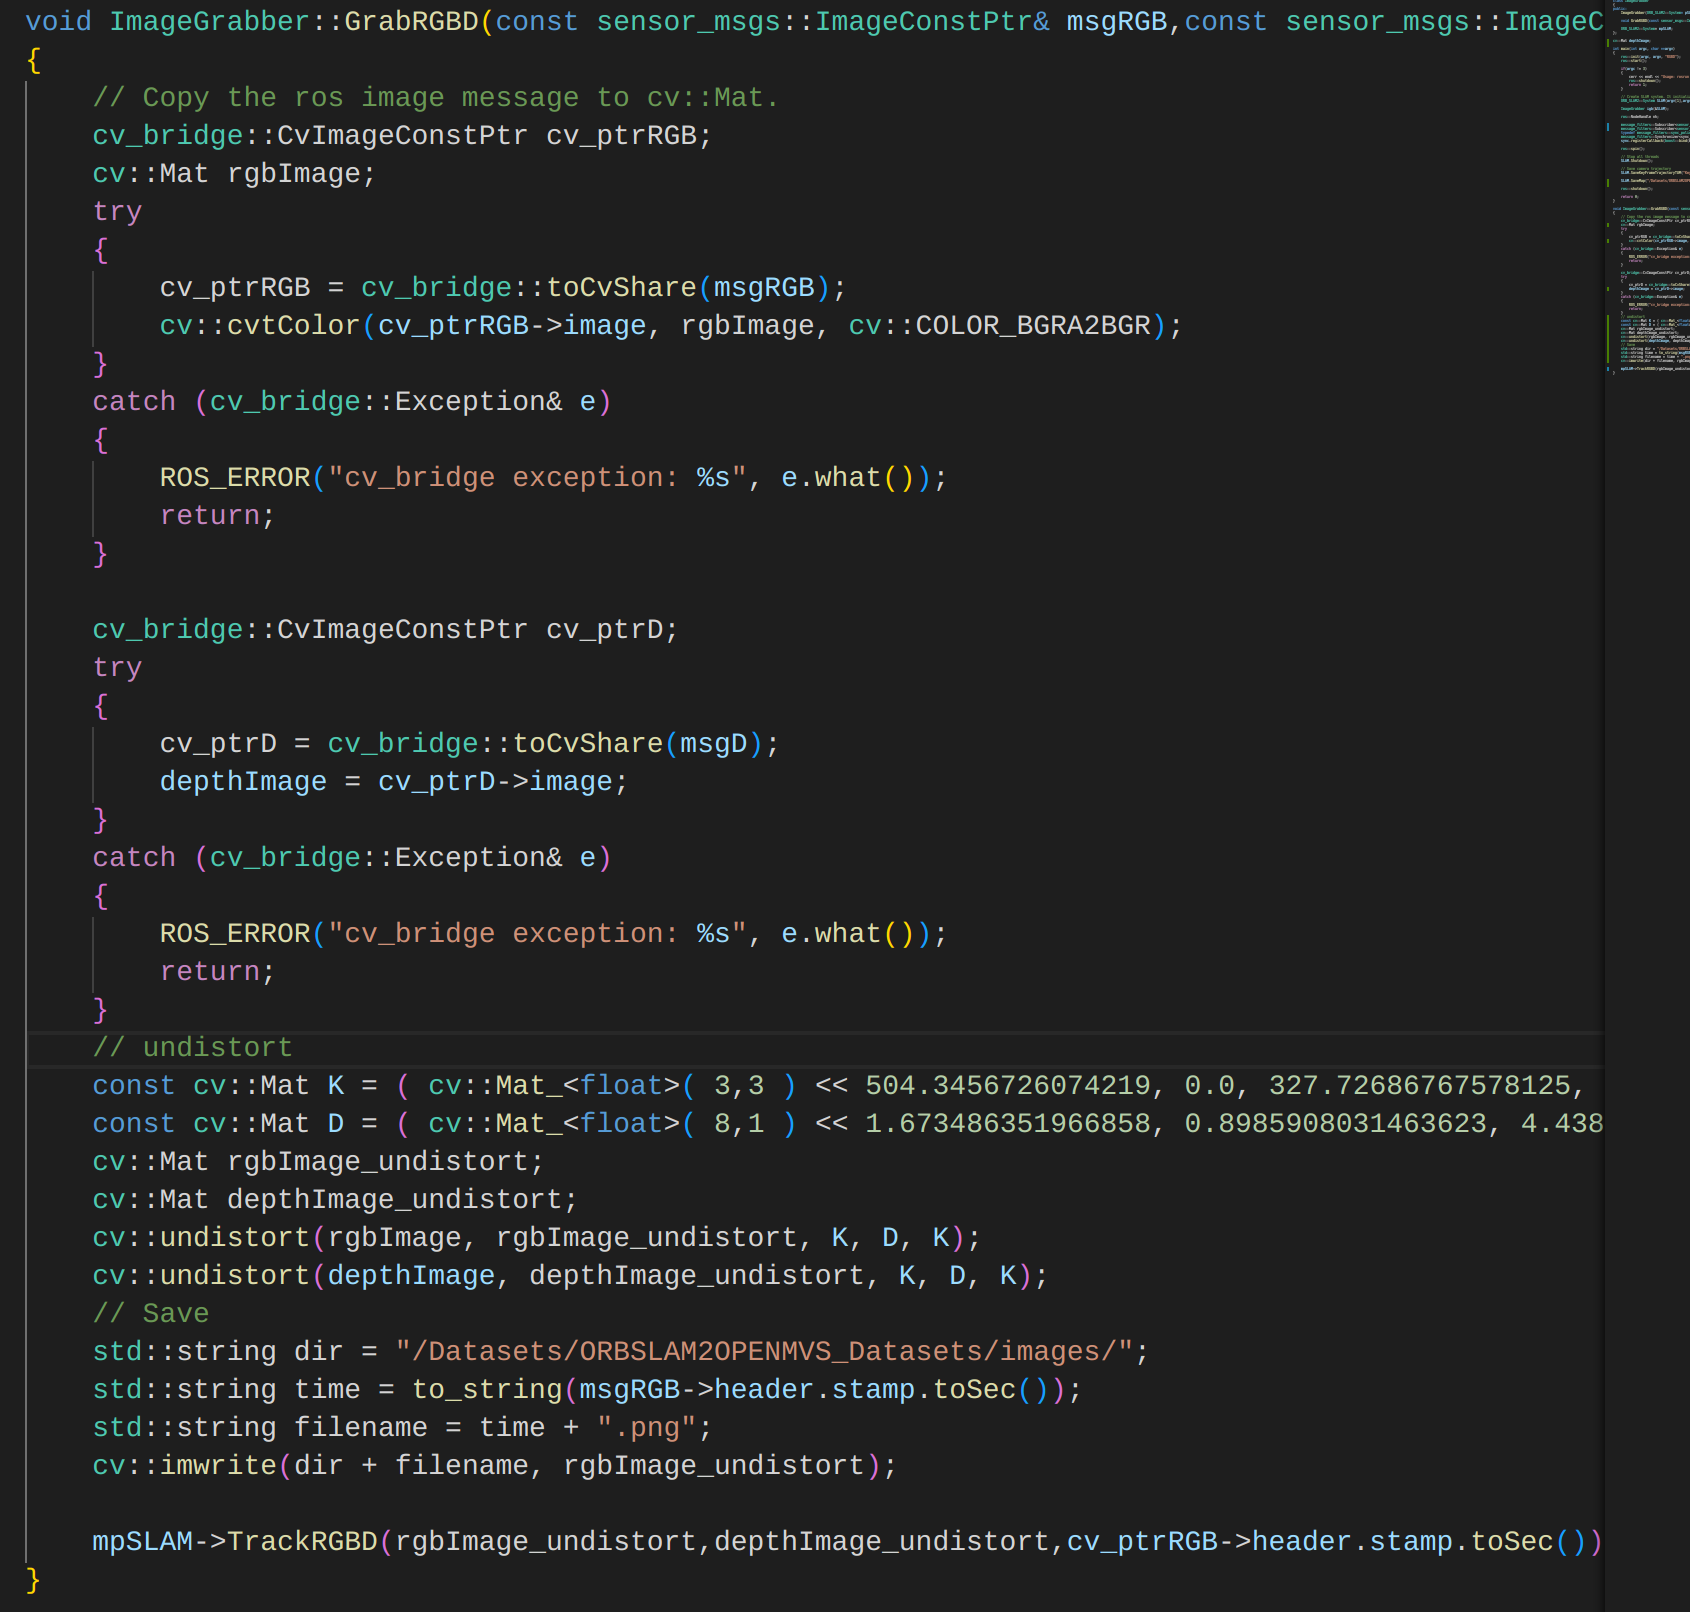 void ImageGrabber::GrabRGBD(const sensor_msgs::ImageConstPtr& msgRGB,const sensor_msgs::ImageC
{
    // Copy the ros image message to cv::Mat.
    cv_bridge::CvImageConstPtr cv_ptrRGB;
    cv::Mat rgbImage;
    try
    {
        cv_ptrRGB = cv_bridge::toCvShare(msgRGB);
        cv::cvtColor(cv_ptrRGB->image, rgbImage, cv::COLOR_BGRA2BGR);
    }
    catch (cv_bridge::Exception& e)
    {
        ROS_ERROR("cv_bridge exception: %s", e.what());
        return;
    }

    cv_bridge::CvImageConstPtr cv_ptrD;
    try
    {
        cv_ptrD = cv_bridge::toCvShare(msgD);
        depthImage = cv_ptrD->image;
    }
    catch (cv_bridge::Exception& e)
    {
        ROS_ERROR("cv_bridge exception: %s", e.what());
        return;
    }
    // undistort
    const cv::Mat K = ( cv::Mat_<float>( 3,3 ) << 504.3456726074219, 0.0, 327.72686767578125,
    const cv::Mat D = ( cv::Mat_<float>( 8,1 ) << 1.673486351966858, 0.8985908031463623, 4.438
    cv::Mat rgbImage_undistort;
    cv::Mat depthImage_undistort;
    cv::undistort(rgbImage, rgbImage_undistort, K, D, K);
    cv::undistort(depthImage, depthImage_undistort, K, D, K);
    // Save
    std::string dir = "/Datasets/ORBSLAM2OPENMVS_Datasets/images/";
    std::string time = to_string(msgRGB->header.stamp.toSec());
    std::string filename = time + ".png";
    cv::imwrite(dir + filename, rgbImage_undistort);

    mpSLAM->TrackRGBD(rgbImage_undistort,depthImage_undistort,cv_ptrRGB->header.stamp.toSec())
}